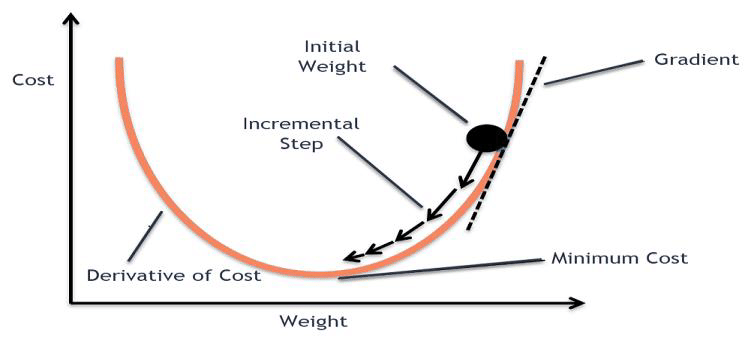 Initial
Weight
Gradient
Cost
Incremental
Step
Minimum Cost
Derivative of Cost
Weight